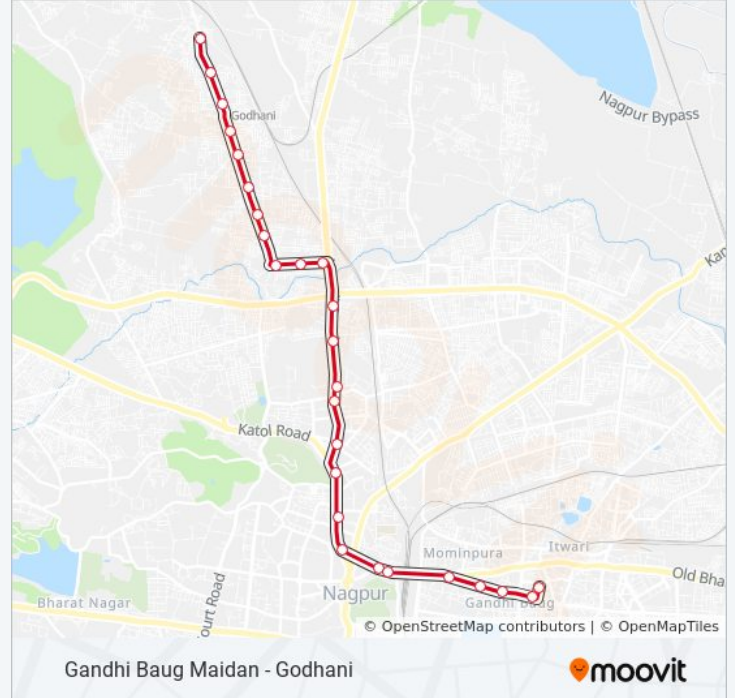 Godhani
Nagpur Bypass
Kan
Katol Road
Mominpura
Itwari
Old Bha
ourt Road
Bharat Nagar
Nagpur
Gandhi Baug
© OpenStreetMap contributors | © OpenMapTiles
Gandhi Baug Maidan - Godhani
moovit